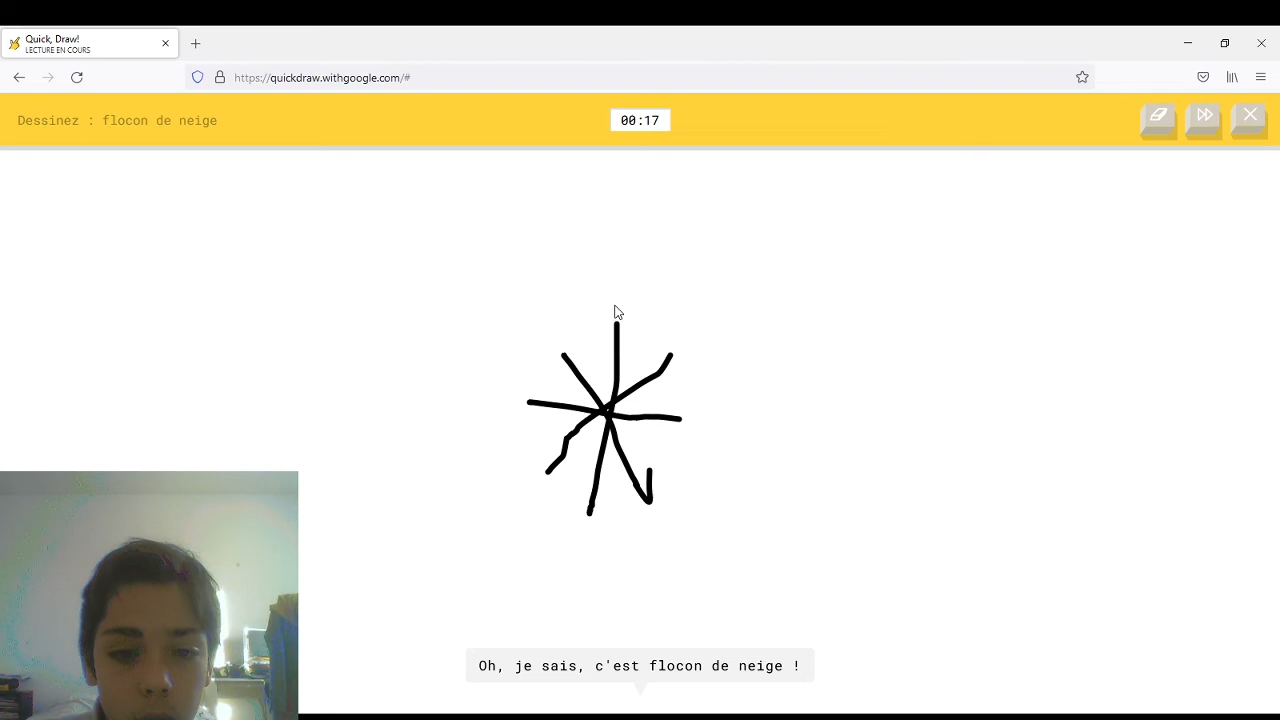 Quick, Draw!
LECTURE EN COURS
https://quickdraw.withgoogle.com/#
Dessinez : flocon de neige
00:17
Oh, je sais, c'est flocon de neige !